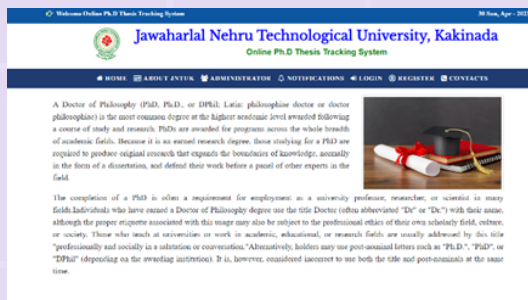 Welcome Online Ph.D Thesis Tracking System
30 Sun, Apr - 2023
Jawaharlal Nehru Technological University, Kakinada
Online Ph.D Thesis Tracking System
HOME ABOUT JNTUK ADMINISTRATOR NOTIFICATIONS LOGIN REGISTER CONTACTS
A Doctor of Philosophy (PhD, Ph.D., or DPhil; Latin: philosophiae doctor or doctor
philosophiae) is the most common degree at the highest academic level awarded following
a course of study and research. PhDs are awarded for programs across the whole breadth
of academic fields. Because it is an earned research degree, those studying for a PhD are
required to produce original research that expands the boundaries of knowledge, normally
in the form of a dissertation, and defend their work before a panel of other experts in the
field.
The completion of a PhD is often a requirement for employment as a university professor, researcher, or scientist in many
fields.Individuals who have earned a Doctor of Philosophy degree use the title Doctor (often abbreviated "Dr" or "Dr.") with their name,
although the proper etiquette associated with this usage may also be subject to the professional ethics of their own scholarly field, culture,
or society. Those who teach at universities or work in academic, educational, or research fields are usually addressed by this title
"professionally and socially in a salutation or conversation."Alternatively, holders may use post-nominal letters such as "Ph.D.", "PhD", or
"DPhil" (depending on the awarding institution). It is, however, considered incorrect to use both the title and post-nominals at the same
time.